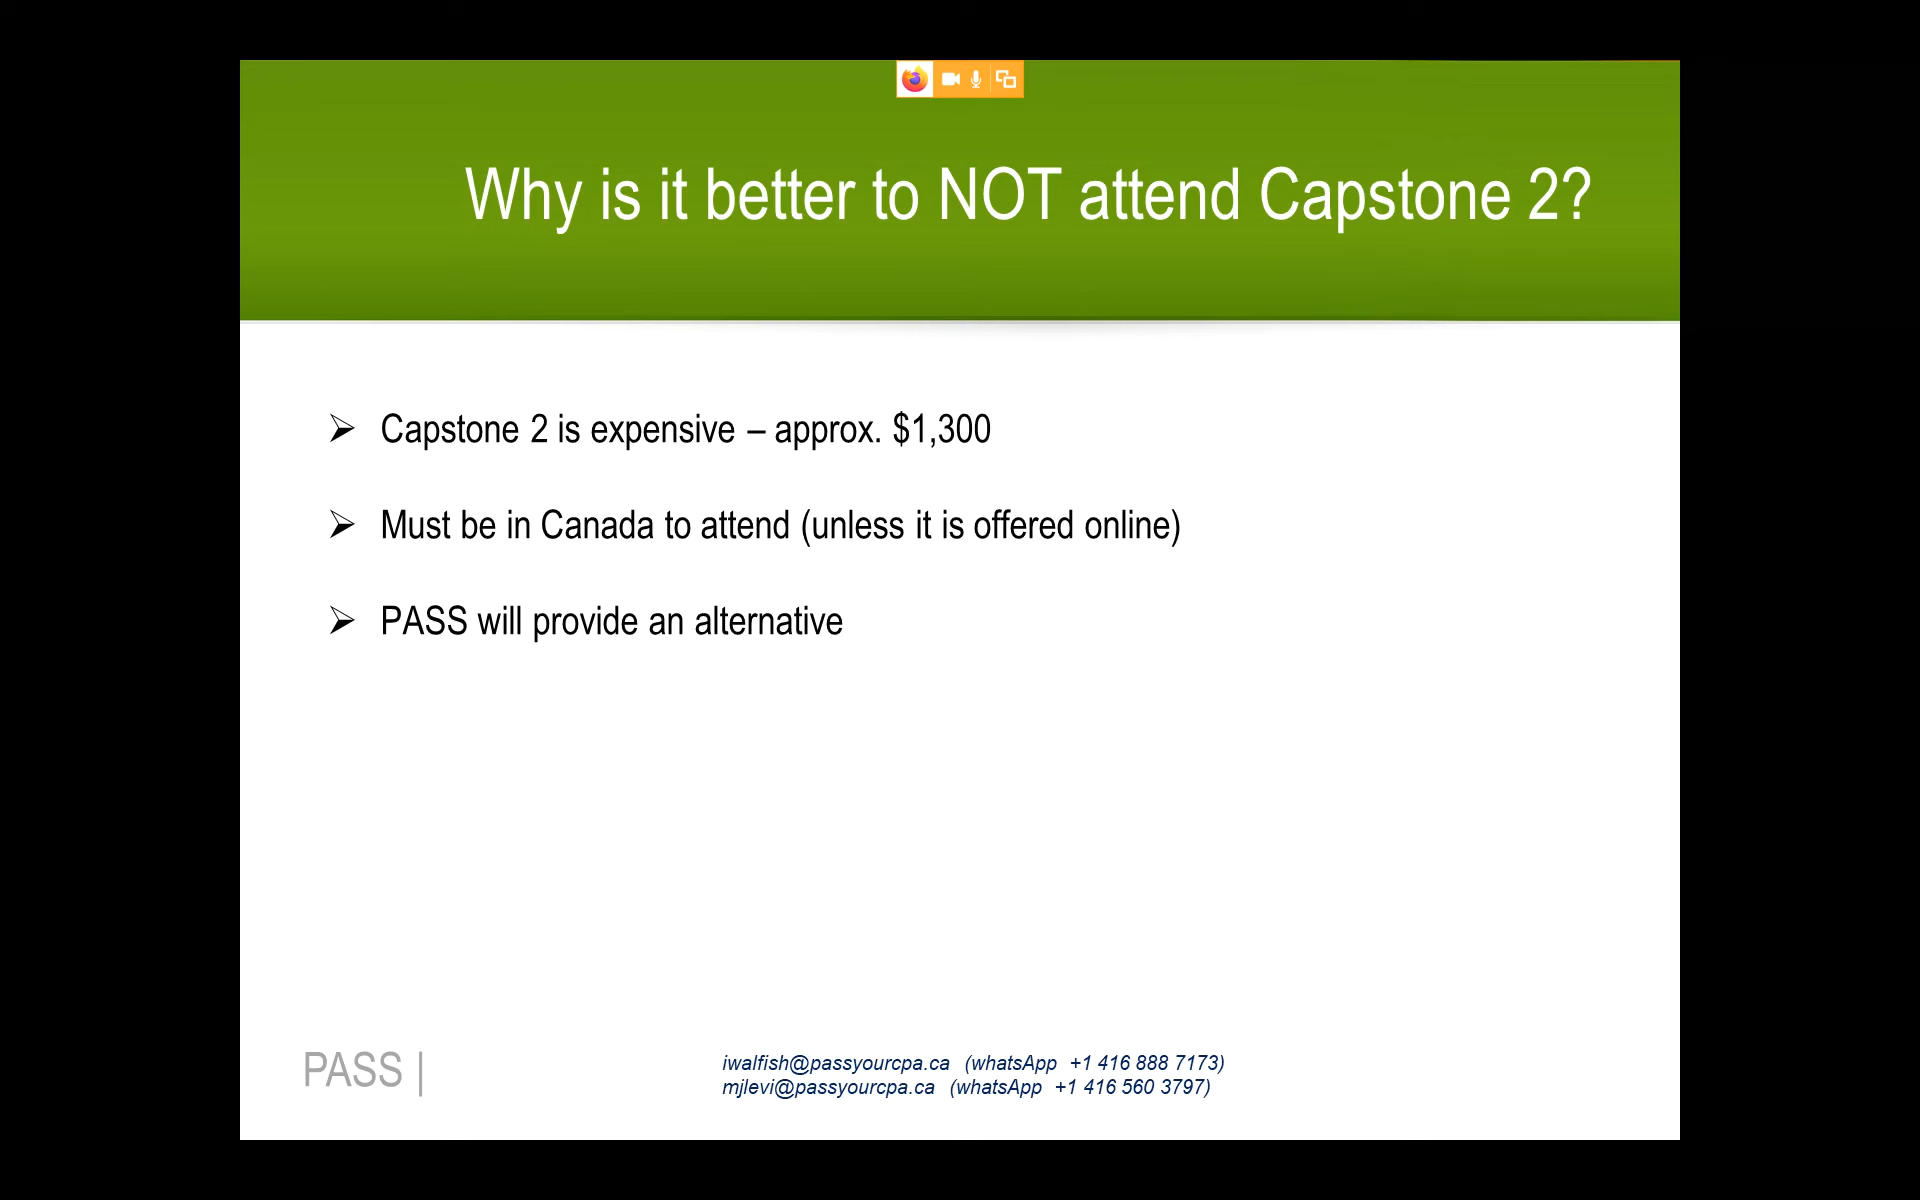 Why is it better to NOT attend Capstone 2?
➢ Capstone 2 is expensive – approx. $1,300
➢ Must be in Canada to attend (unless it is offered online)
➢ PASS will provide an alternative
PASS |
iwalfish@passyourcpa.ca (whatsApp +1 416 888 7173)
mjlevi@passyourcpa.ca (whatsApp +1 416 560 3797)